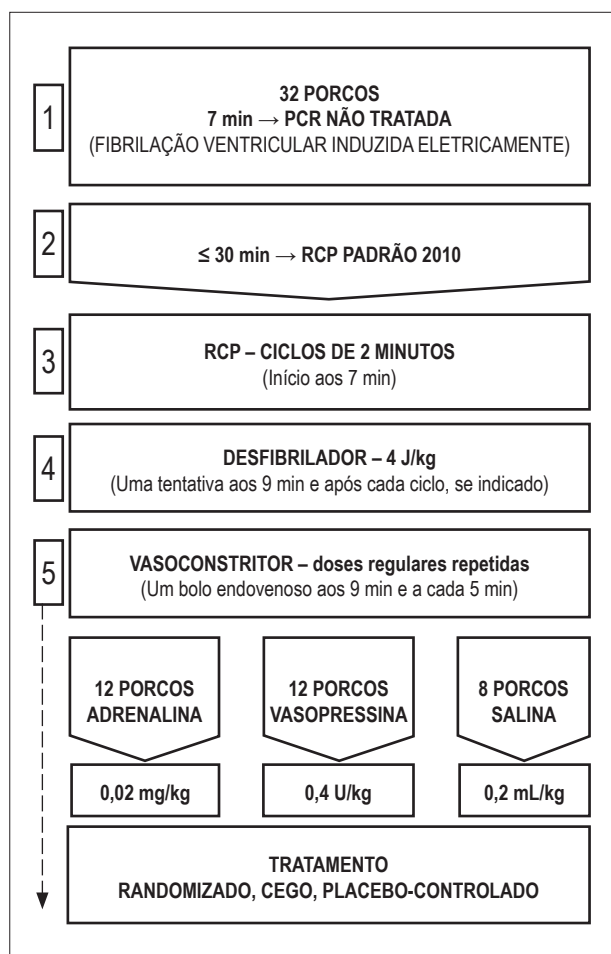 1
32 PORCOS
7 min → PCR NÃO TRATADA
(FIBRILAÇÃO VENTRICULAR INDUZIDA ELETRICAMENTE)
2
≤ 30 min → RCP PADRÃO 2010
3
RCP – CICLOS DE 2 MINUTOS
(Início aos 7 min)
4
DESFIBRILADOR – 4 J/kg
(Uma tentativa aos 9 min e após cada ciclo, se indicado)
5
VASOCONSTRITOR – doses regulares repetidas
(Um bolo endovenoso aos 9 min e a cada 5 min)
12 PORCOS
ADRENALINA
12 PORCOS
VASOPRESSINA
8 PORCOS
SALINA
0,02 mg/kg
0,4 U/kg
0,2 mL/kg
TRATAMENTO
RANDOMIZADO, CEGO, PLACEBO-CONTROLADO